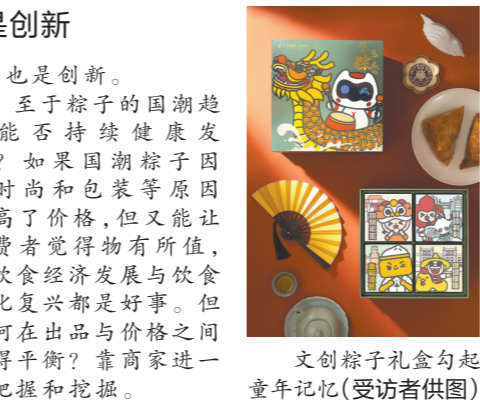 是创新
也是创新。
至于粽子的国潮趋
能否持续健康发
？如果国潮粽子因
时尚和包装等原因
高了价格，但又能让
费者觉得物有所值，
饮食经济发展与饮食
化复兴都是好事。但
何在出品与价格之间
得平衡？靠商家进一
把握和挖掘。
文创粽子礼盒勾起
童年记忆(受访者供图)